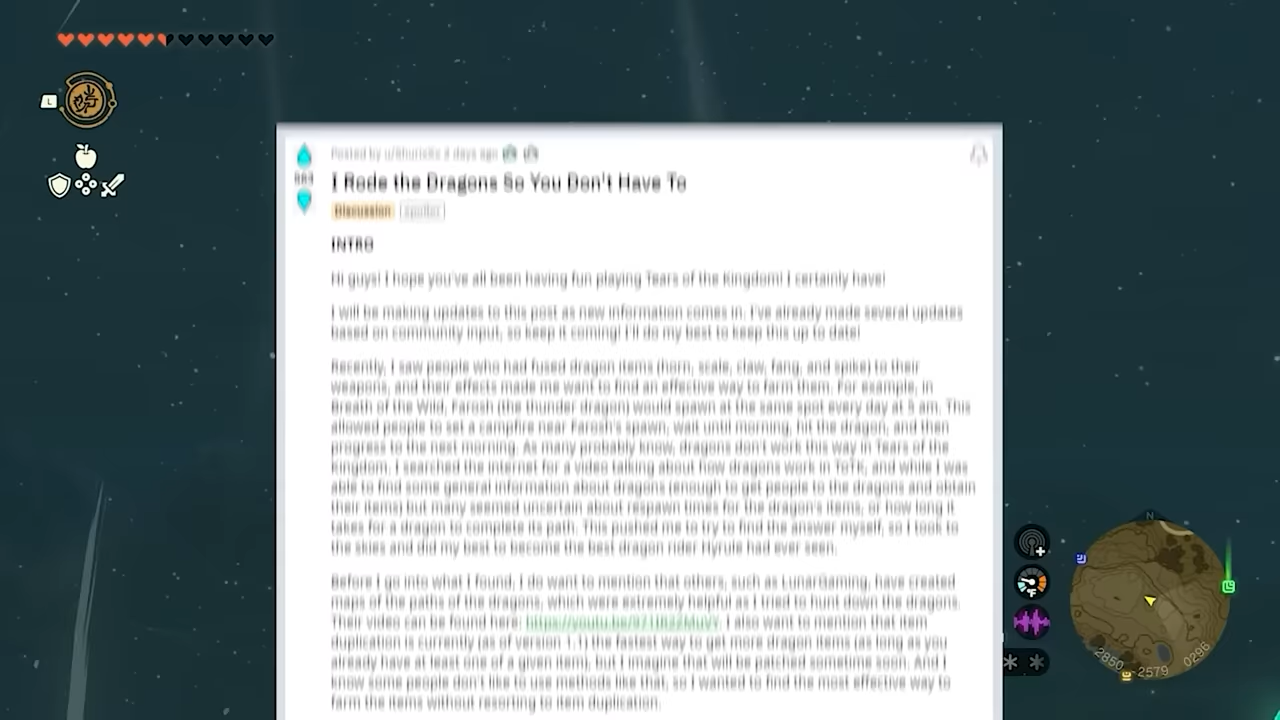 L
Posted by 2 days ago
I Rode the Dragons So You Don't Have To
Discussion spoiler
INTRO
Hi guys! I hope you've all been having fun playing Tears of the Kingdom! I certainly have!
I will be making updates to this post as new information comes in. I've already made several updates
based on community input, so keep it coming! I'll do my best to keep this up to date!
Recently, I saw people who had fused dragon items (horn, scale, claw, fang, and spike) to their
weapons, and their effects made me want to find an effective way to farm them. For example, in
Breath of the Wild, Farosh (the thunder dragon) would spawn at the same spot every day at 5 am. This
allowed people to set a campfire near Farosh's spawn, wait until morning, hit the dragon, and then
progress to the next morning. As many probably know, dragons don't work this way in Tears of the
Kingdom. I searched the internet for a video talking about how dragons work in ToTK, and while I was
able to find some general information about dragons (enough to get people to the dragons and obtain
their items) but many seemed uncertain about respawn times for the dragon's items, or how long it
takes for a dragon to complete its path. This pushed me to try to find the answer myself, so I took to
the skies and did my best to become the best dragon rider Hyrule had ever seen.
Before I go into what I found, I do want to mention that others, such as LunarGaming, have created
maps of the paths of the dragons, which were extremely helpful as I tried to hunt down the dragons.
Their video can be found here: I also want to mention that item
duplication is currently (as of version 1.1) the fastest way to get more dragon items (as long as you
already have at least one of a given item), but I imagine that will be patched sometime soon. And I
know some people don't like to use methods like that, so I wanted to find the most effective way to
farm the items without resorting to item duplication.
N
°F
2850 2579 0296